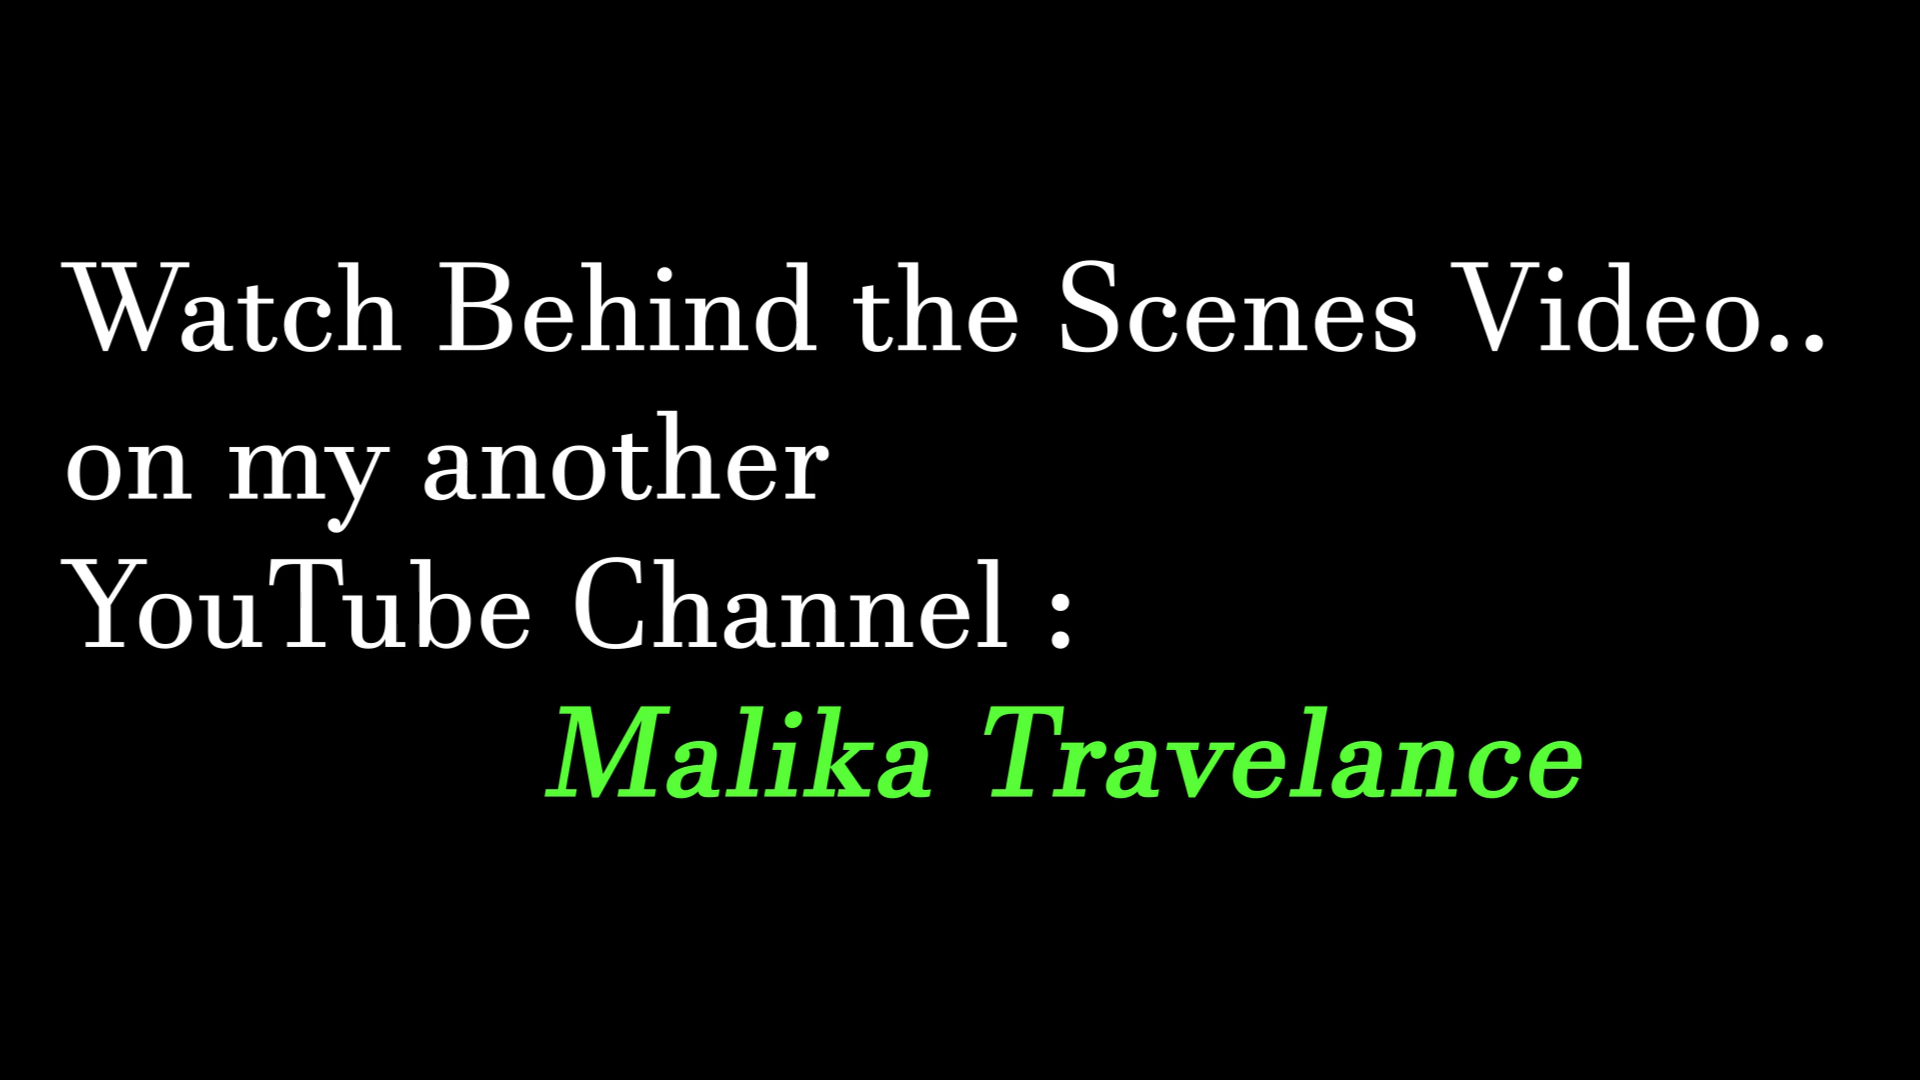 Watch Behind the Scenes Video..
on my another
YouTube Channel :
Malika Travelance